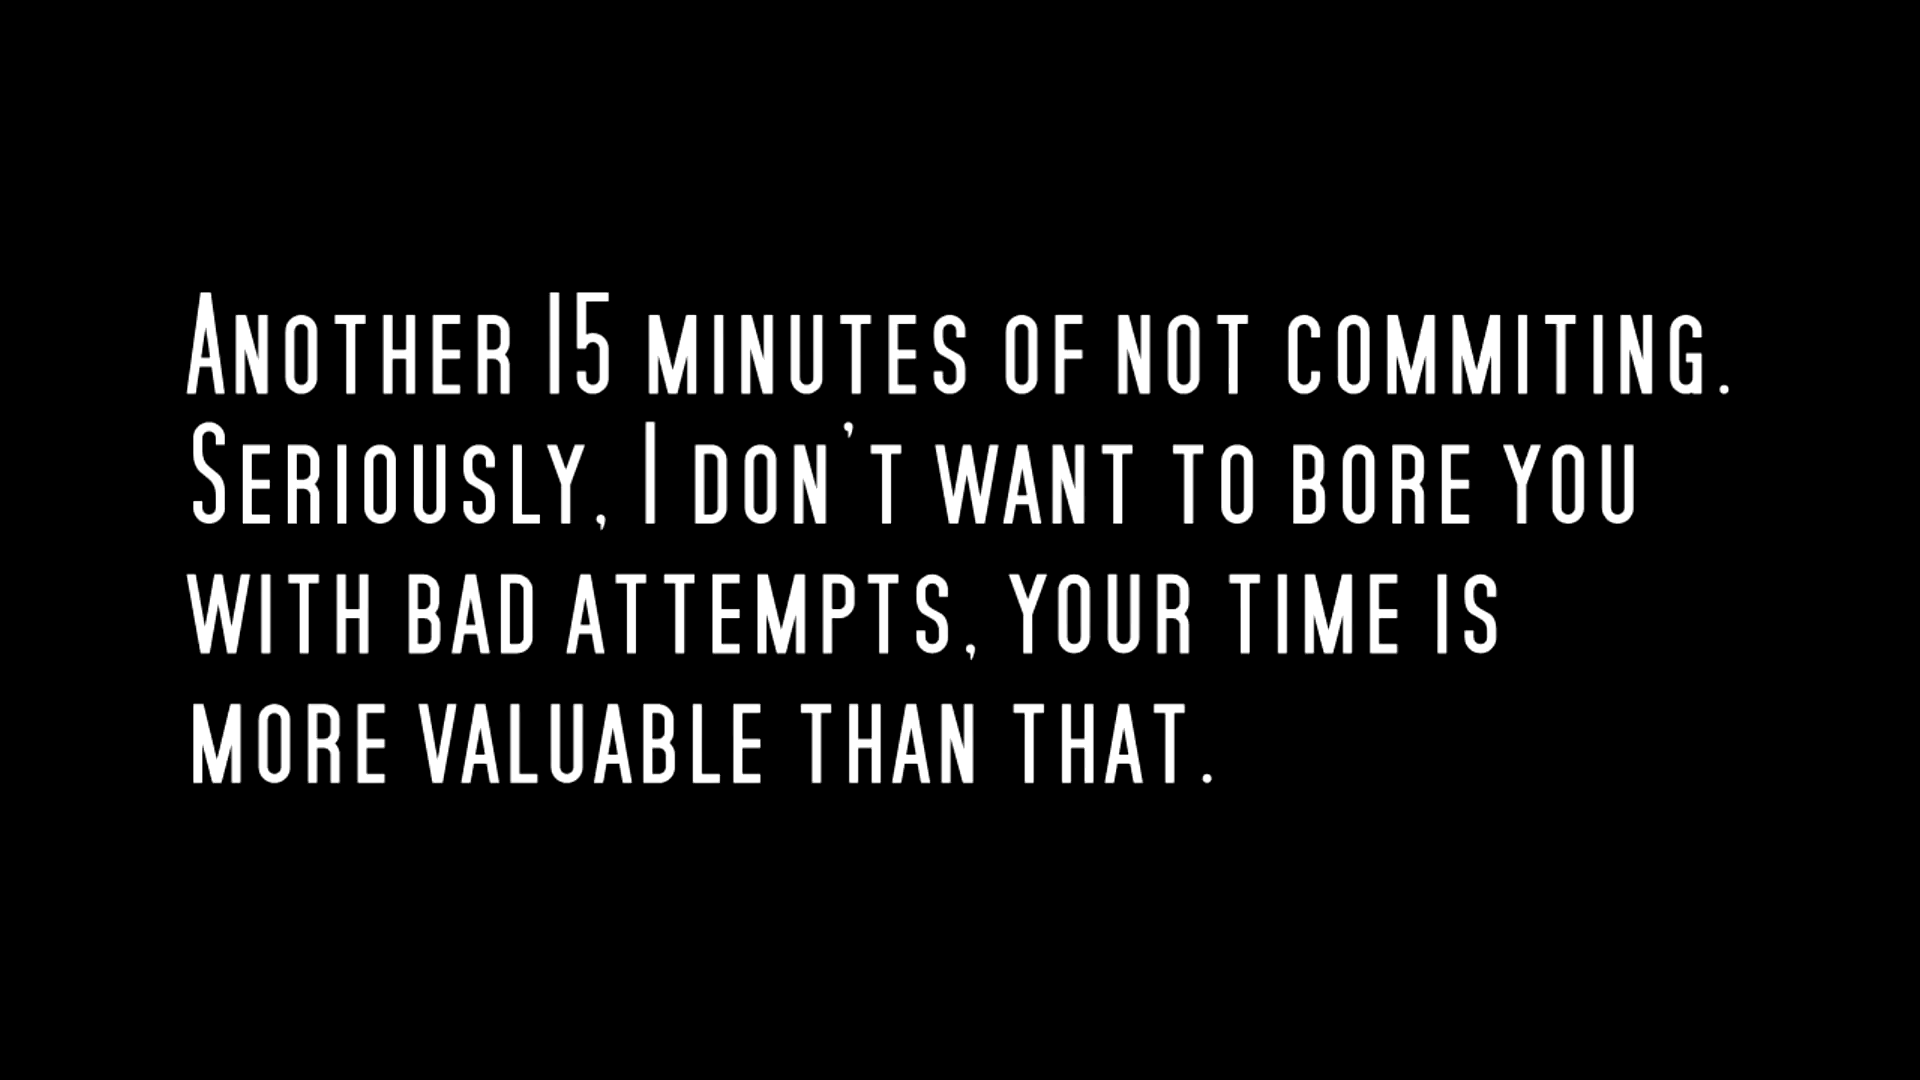 Another 15 minutes of not commiting.
Seriously, I don't want to bore you
with bad attempts, your time is
more valuable than that.